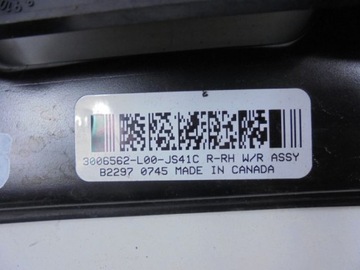 3006562-L00-JS41C R-RH W/R ASSY
B2297 0745 MADE IN CANADA